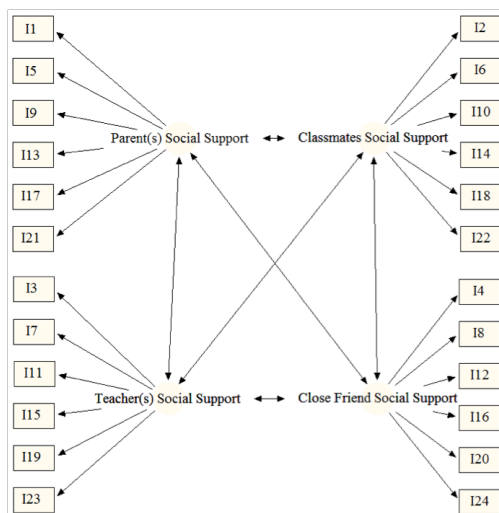 I1
I5
I9
I13
I17
I21
Parent(s) Social Support
Classmates Social Support
I2
I6
I10
I14
I18
I22
I3
I7
I11
I15
I19
I23
Teacher(s) Social Support
Close Friend Social Support
I4
I8
I12
I16
I20
I24